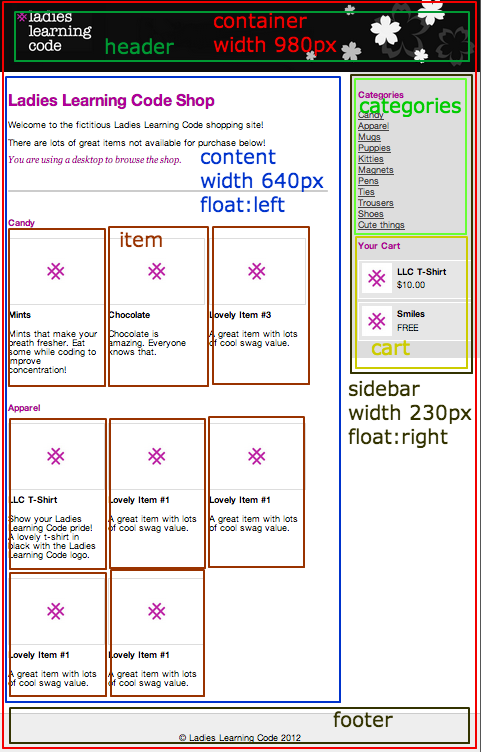 ladies
learning
code
header
container
width 980px
Ladies Learning Code Shop
Welcome to the fictitious Ladies Learning Code shopping site!
There are lots of great items not available for purchase below!
You are using a desktop to browse the shop.
content
width 640px
float:left
Candy
item
Mints
Mints that make your
breath fresher. Eat
some while coding to
improve
concentration!
Chocolate
Chocolate is
amazing. Everyone
knows that.
Lovely Item #3
A great item with lots
of cool swag value.
Apparel
LLC T-Shirt
Show your Ladies
Learning Code pride!
A lovely t-shirt in
black with the Ladies
Learning Code logo.
Lovely Item #1
A great item with lots
of cool swag value.
Lovely Item #1
A great item with lots
of cool swag value.
Lovely Item #1
A great item with lots
of cool swag value.
Lovely Item #1
A great item with lots
of cool swag value.
Categories
categories
Candy
Apparel
Mugs
Puppies
Kitties
Magnets
Pens
Ties
Trousers
Shoes
Cute things
Your Cart
LLC T-Shirt
$10.00
Smiles
FREE
cart
sidebar
width 230px
float:right
footer
© Ladies Learning Code 2012